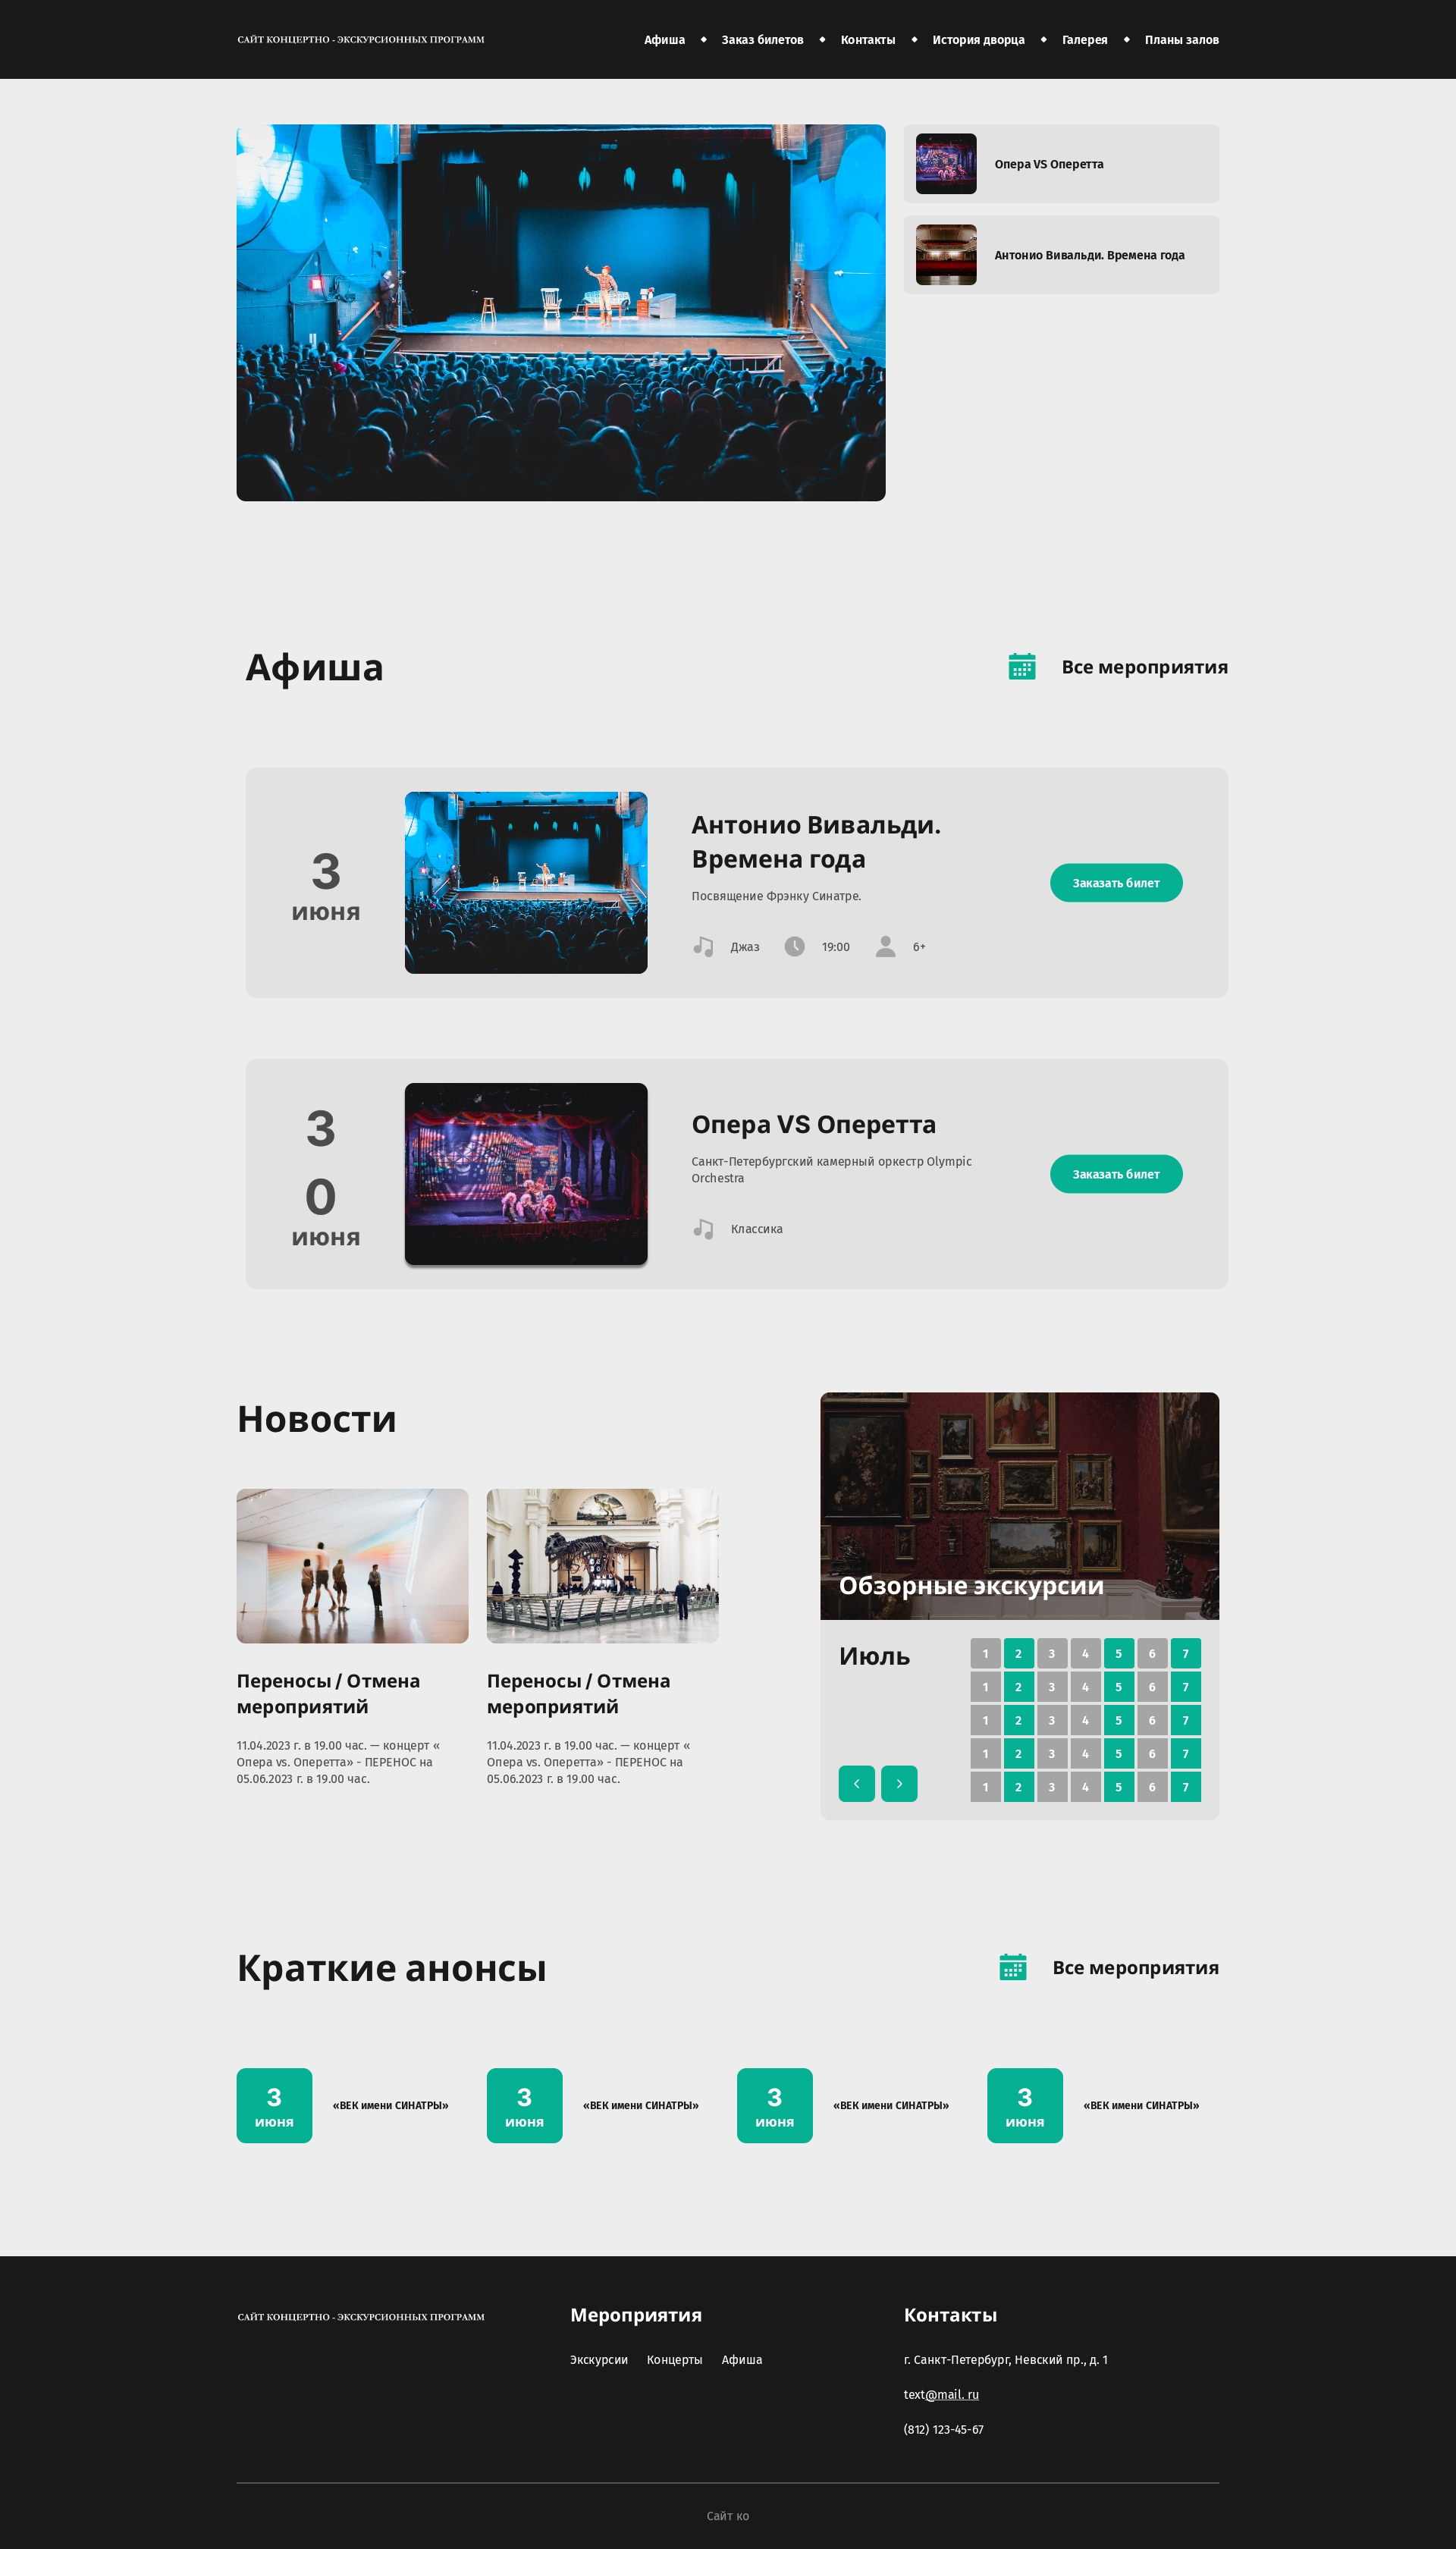 САЙТ КОНЦЕРТНО - ЭКСКУРСИОННЫХ ПРОГРАММ
Афиша
Заказ билетов
Контакты
История дворца
Галерея
Планы залов
Опера VS Оперетта
Антонио Вивальди. Времена года
Афиша
Все мероприятия
3
июня
Антонио Вивальди.
Времена года
Посвящение Фрэнку Синатре.
Джаз
19:00
6+
Заказать билет
3
0
июня
Опера VS Оперетта
Санкт-Петербургский камерный оркестр Olympic
Orchestra
Классика
Заказать билет
Новости
Переносы / Отмена
мероприятий
11.04.2023 г. в 19.00 час. — концерт «
Опера vs. Оперетта» - ПЕРЕНОС на
05.06.2023 г. в 19.00 час.
Переносы / Отмена
мероприятий
11.04.2023 г. в 19.00 час. — концерт «
Опера vs. Оперетта» - ПЕРЕНОС на
05.06.2023 г. в 19.00 час.
Обзорные экскурсии
Июль
1 2 3 4 5 6 7
1 2 3 4 5 6 7
1 2 3 4 5 6 7
1 2 3 4 5 6 7
1 2 3 4 5 6 7
Краткие анонсы
Все мероприятия
3
июня
«ВЕК имени СИНАТРЫ»
3
июня
«ВЕК имени СИНАТРЫ»
3
июня
«ВЕК имени СИНАТРЫ»
3
июня
«ВЕК имени СИНАТРЫ»
САЙТ КОНЦЕРТНО - ЭКСКУРСИОННЫХ ПРОГРАММ
Мероприятия
Экскурсии
Концерты
Афиша
Контакты
г. Санкт-Петербург, Невский пр., д. 1
text@mail. ru
(812) 123-45-67
Сайт ко